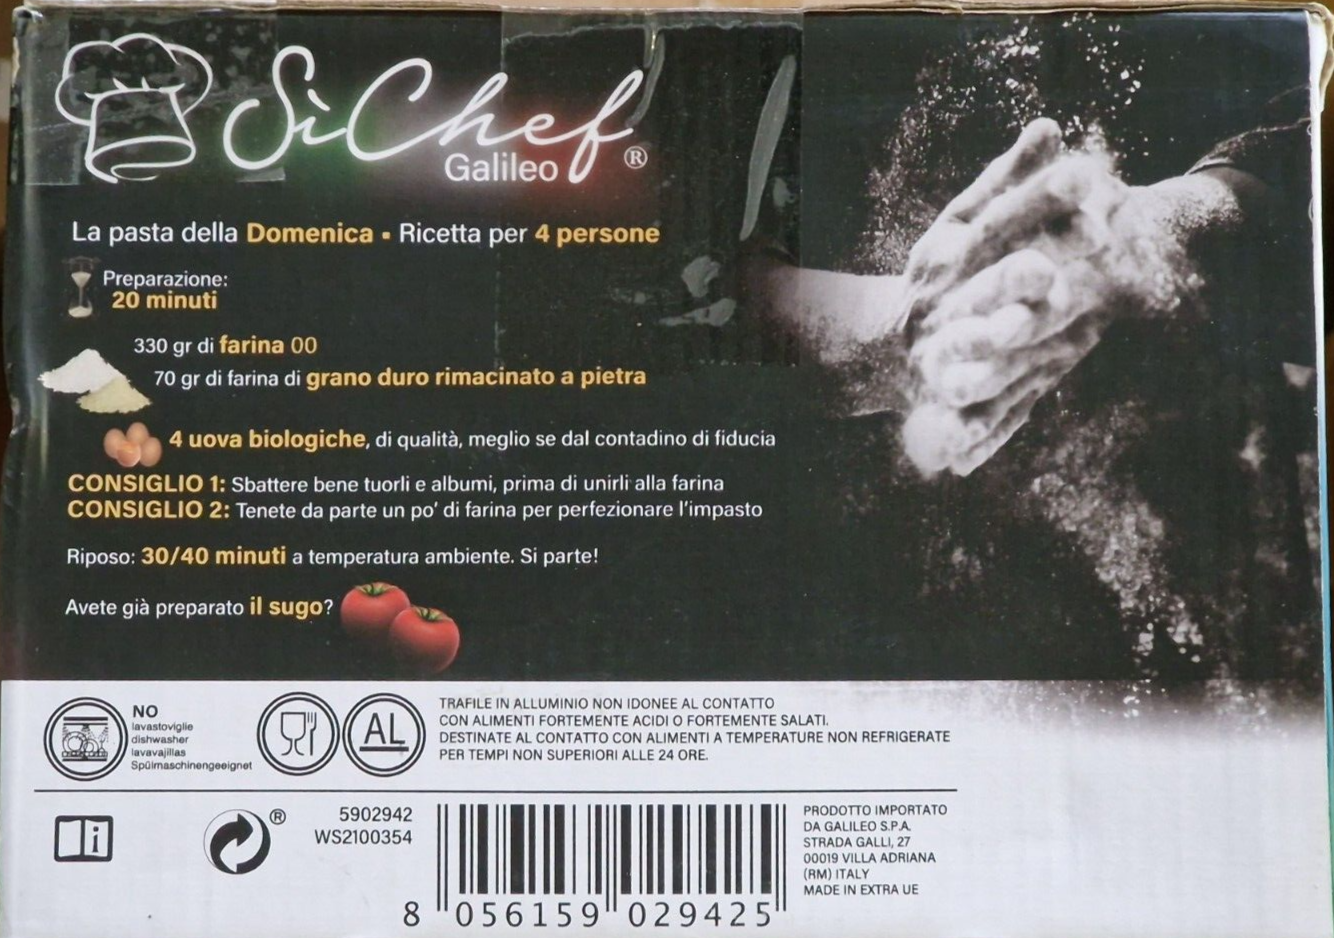 SìChef®
Galileo
La pasta della Domenica ▪ Ricetta per 4 persone
Preparazione:
20 minuti
330 gr di farina 00
70 gr di farina di grano duro rimacinato a pietra
4 uova biologiche, di qualità, meglio se dal contadino di fiducia
CONSIGLIO 1: Sbattere bene tuorli e albumi, prima di unirli alla farina
CONSIGLIO 2: Tenete da parte un po' di farina per perfezionare l'impasto
Riposo: 30/40 minuti a temperatura ambiente. Si parte!
Avete già preparato il sugo?
NO
lavastoviglie
dishwasher
lavavajillas
Spülmaschinengeeignet
AL
TRAFILE IN ALLUMINIO NON IDONEE AL CONTATTO
CON ALIMENTI FORTEMENTE ACIDI O FORTEMENTE SALATI.
DESTINATE AL CONTATTO CON ALIMENTI A TEMPERATURE NON REFRIGERATE
PER TEMPI NON SUPERIORI ALLE 24 ORE.
i
®
5902942
WS2100354
8 056159 029425
PRODOTTO IMPORTATO
DA GALILEO S.P.A.
STRADA GALLI, 27
00019 VILLA ADRIANA
(RM) ITALY
MADE IN EXTRA UE